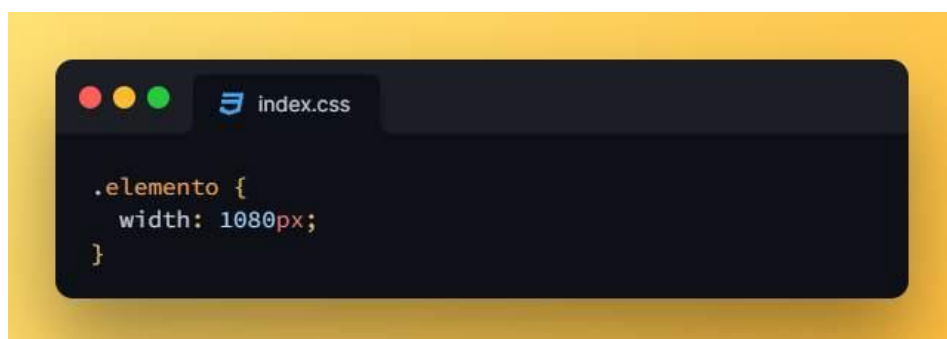 index.css
.elemento {
  width: 1080px;
}